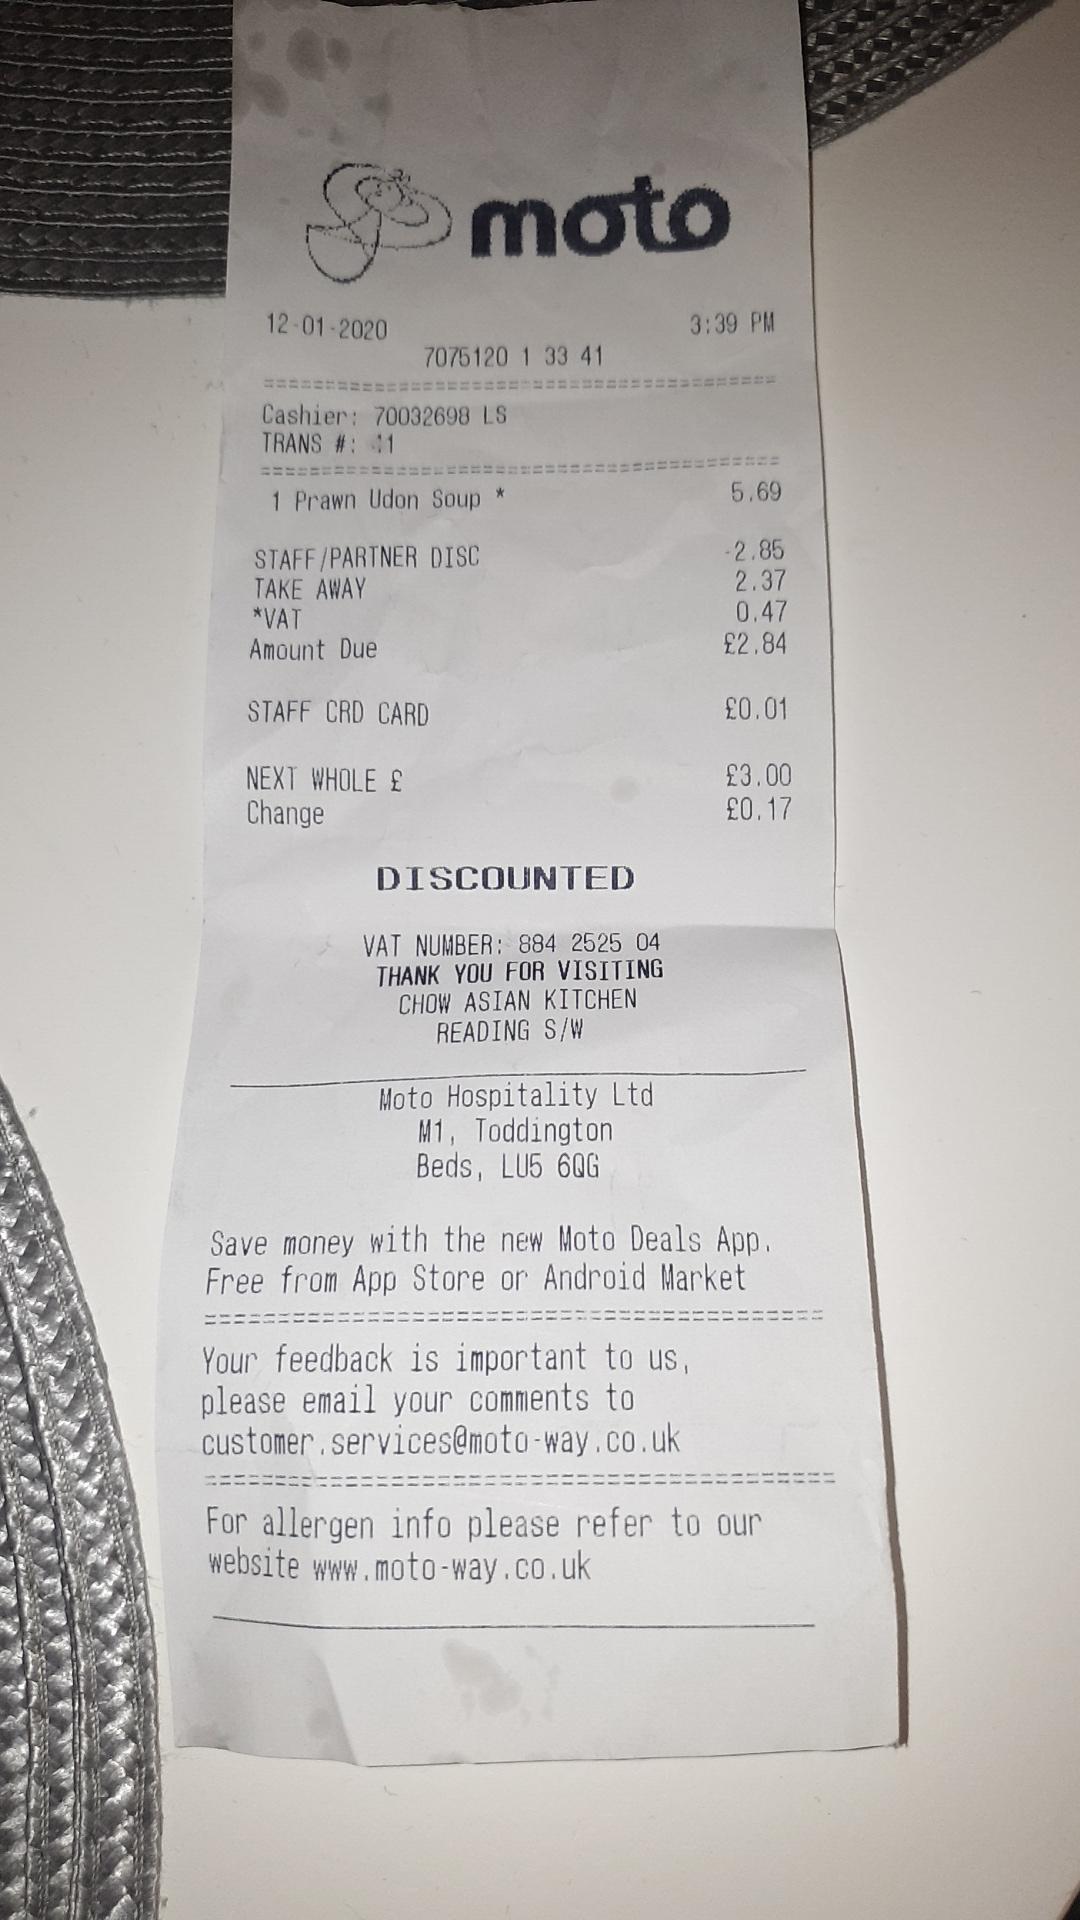 moto
12-01-2020 3:39 PM
7075120 1 33 41
========================================
Cashier: 70032698 LS
TRANS #: 41
========================================
1 Prawn Udon Soup * 5.69
STAFF/PARTNER DISC -2.85
TAKE AWAY 2.37
*VAT 0.47
Amount Due £2.84
STAFF CRD CARD £0.01
NEXT WHOLE £ £3.00
Change £0.17
DISCOUNTED
VAT NUMBER: 884 2525 04
THANK YOU FOR VISITING
CHOW ASIAN KITCHEN
READING S/W
Moto Hospitality Ltd
M1, Toddington
Beds, LU5 6QG
Save money with the new Moto Deals App.
Free from App Store or Android Market
========================================
Your feedback is important to us,
please email your comments to
customer.services@moto-way.co.uk
========================================
For allergen info please refer to our
website www.moto-way.co.uk